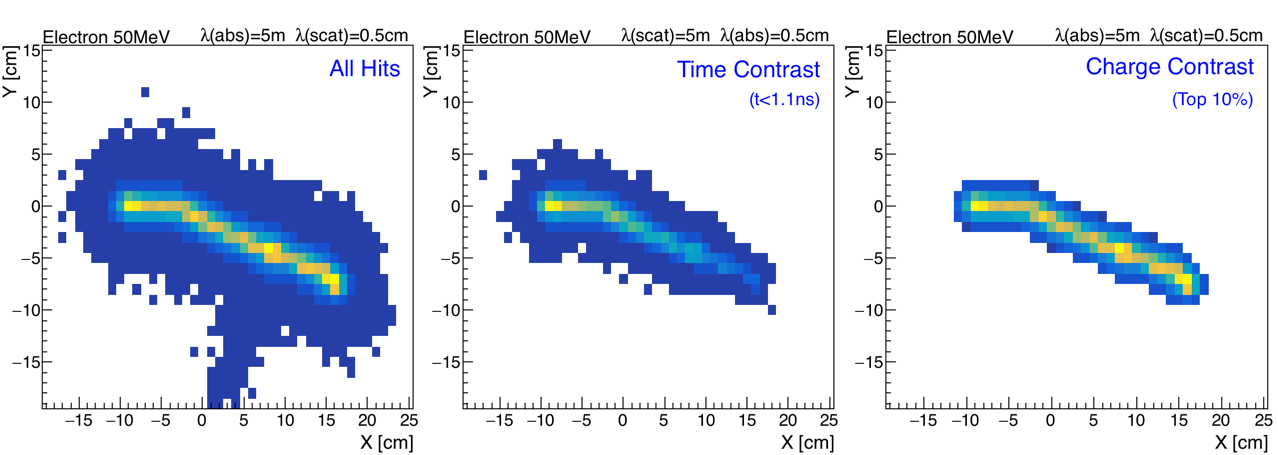 Electron 50MeV λ(abs)=5m λ(scat)=0.5cm
All Hits
Y [cm]
15
10
5
0
−5
−10
−15
−15 −10 −5 0 5 10 15 20 25
X [cm]
Electron 50MeV λ(scat)=5m λ(abs)=0.5cm
Time Contrast
(t<1.1ns)
Y [cm]
15
10
5
0
−5
−10
−15
−15 −10 −5 0 5 10 15 20 25
X [cm]
Electron 50MeV λ(abs)=5m λ(scat)=0.5cm
Charge Contrast
(Top 10%)
Y [cm]
15
10
5
0
−5
−10
−15
−15 −10 −5 0 5 10 15 20 25
X [cm]